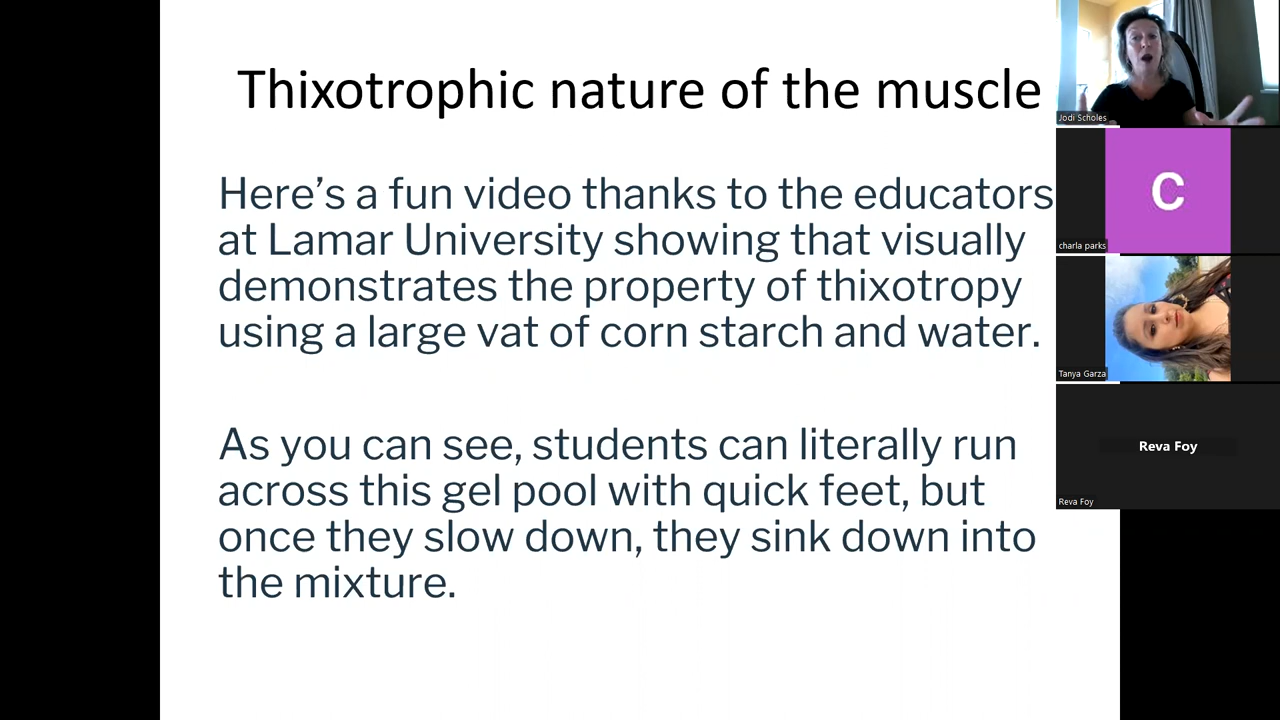 Thixotrophic nature of the muscle
Here’s a fun video thanks to the educators
at Lamar University showing that visually
demonstrates the property of thixotropy
using a large vat of corn starch and water.
As you can see, students can literally run
across this gel pool with quick feet, but
once they slow down, they sink down into
the mixture.
Jodi Scholes
C
charla parks
Tanya Garza
Reva Foy
Reva Foy